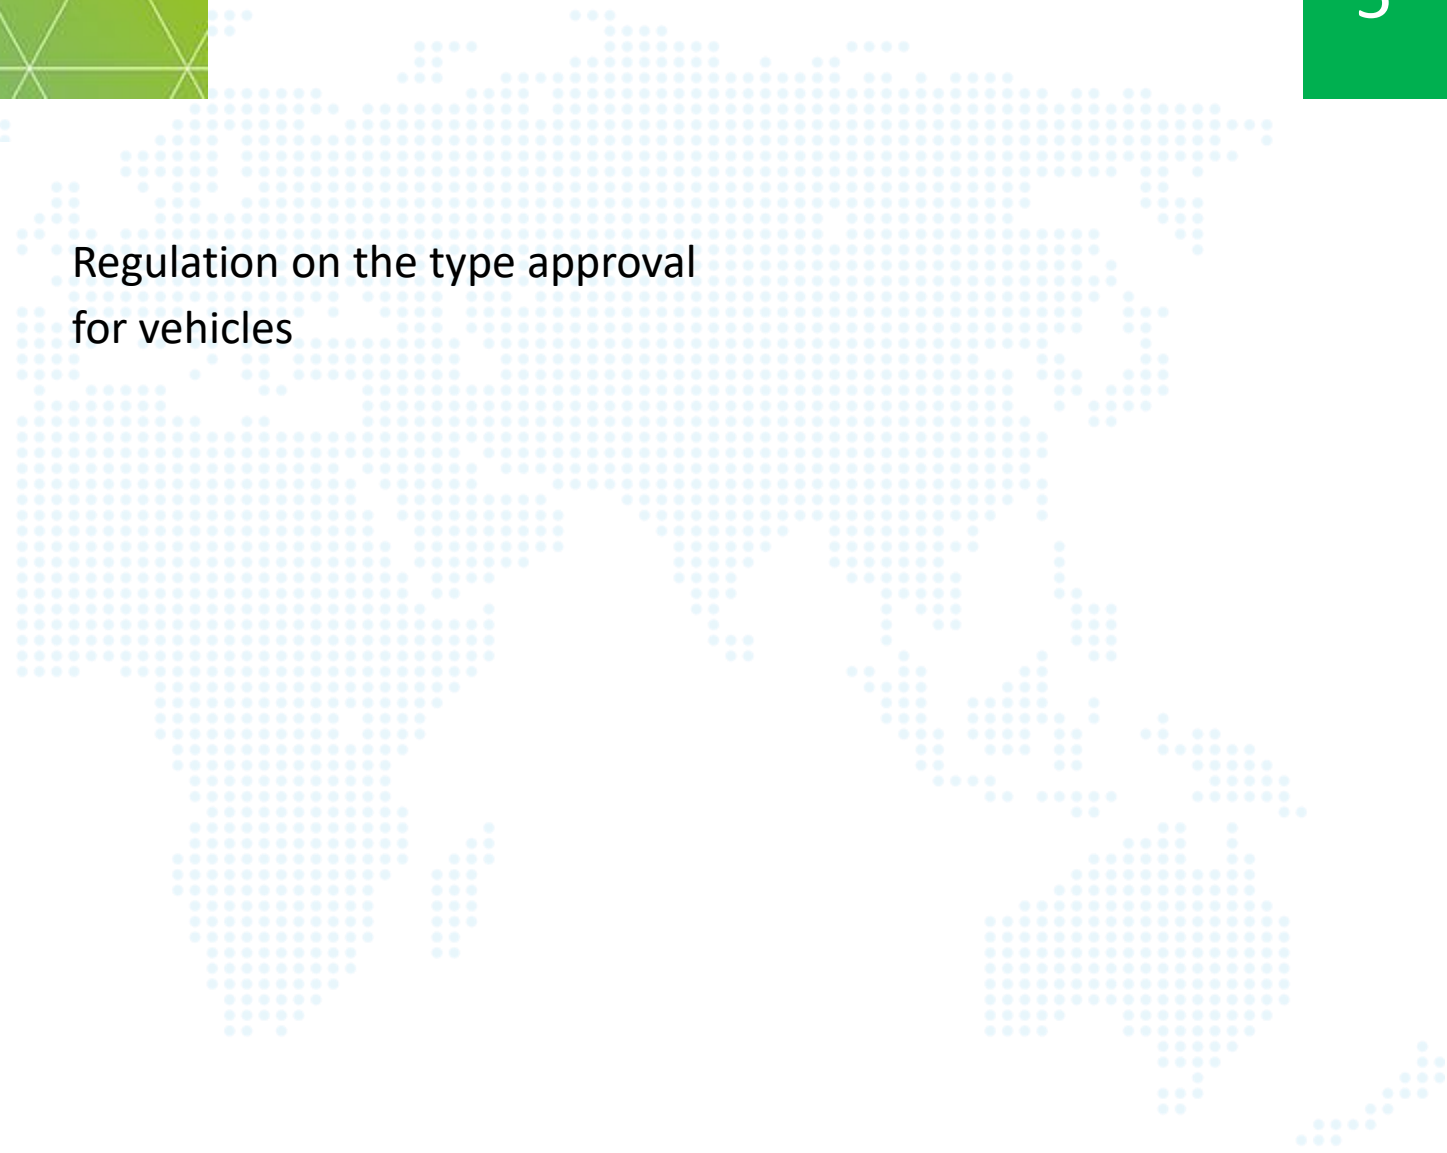 Regulation on the type approval
for vehicles